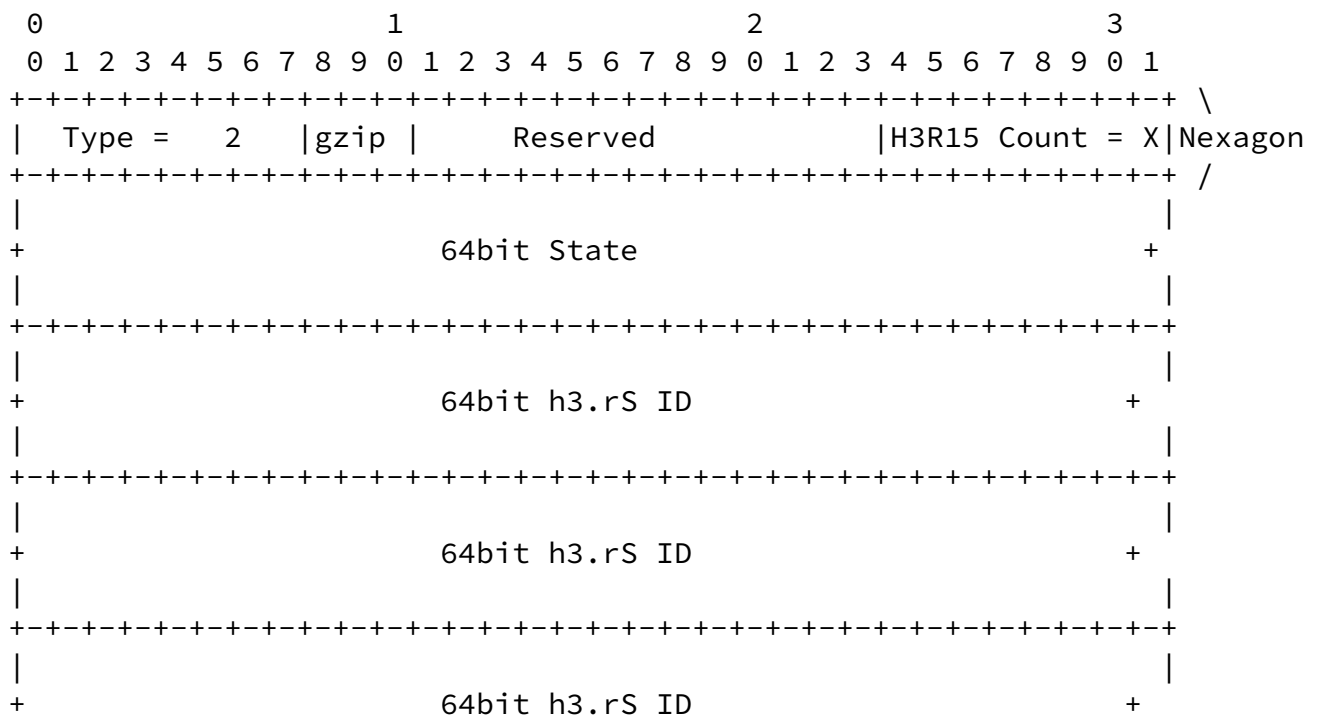 0                   1                   2                   3
 0 1 2 3 4 5 6 7 8 9 0 1 2 3 4 5 6 7 8 9 0 1 2 3 4 5 6 7 8 9 0 1
+-+-+-+-+-+-+-+-+-+-+-+-+-+-+-+-+-+-+-+-+-+-+-+-+-+-+-+-+-+-+-+-+ \
|  Type =   2   |gzip |     Reserved            |H3R15 Count = X|Nexagon
+-+-+-+-+-+-+-+-+-+-+-+-+-+-+-+-+-+-+-+-+-+-+-+-+-+-+-+-+-+-+-+-+ /
|                                                               |
+                       64bit State                            +
|                                                               |
+-+-+-+-+-+-+-+-+-+-+-+-+-+-+-+-+-+-+-+-+-+-+-+-+-+-+-+-+-+-+-+-+
|                                                               |
+                       64bit h3.rS ID                        +
|                                                               |
+-+-+-+-+-+-+-+-+-+-+-+-+-+-+-+-+-+-+-+-+-+-+-+-+-+-+-+-+-+-+-+-+
|                                                               |
+                       64bit h3.rS ID                        +
|                                                               |
+-+-+-+-+-+-+-+-+-+-+-+-+-+-+-+-+-+-+-+-+-+-+-+-+-+-+-+-+-+-+-+-+
|                                                               |
+                       64bit h3.rS ID                        +